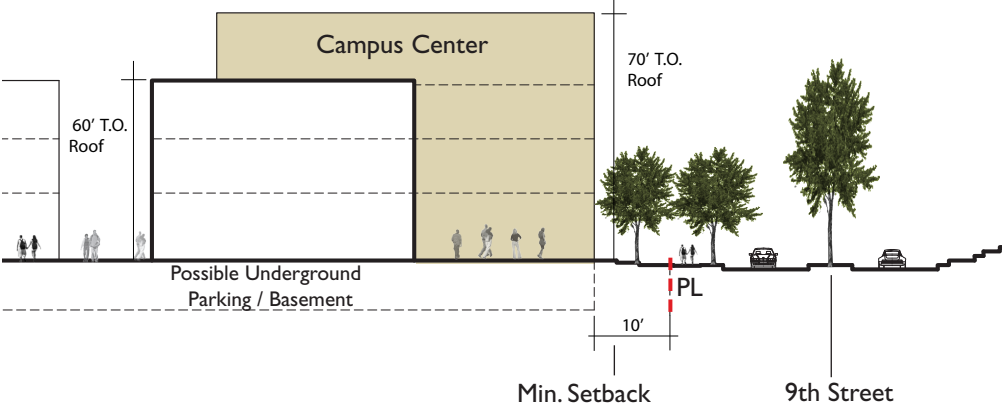 Campus Center
70’ T.O.
Roof
60’ T.O.
Roof
Possible Underground
Parking / Basement
PL
10’
Min. Setback
9th Street